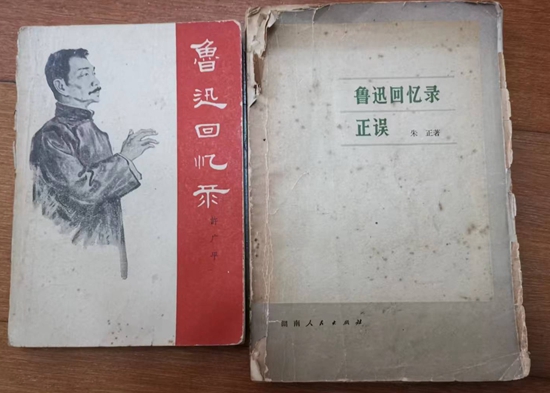 魯迅回忆录
许广平
鲁迅回忆录
正误 朱正著
湖南人民出版社